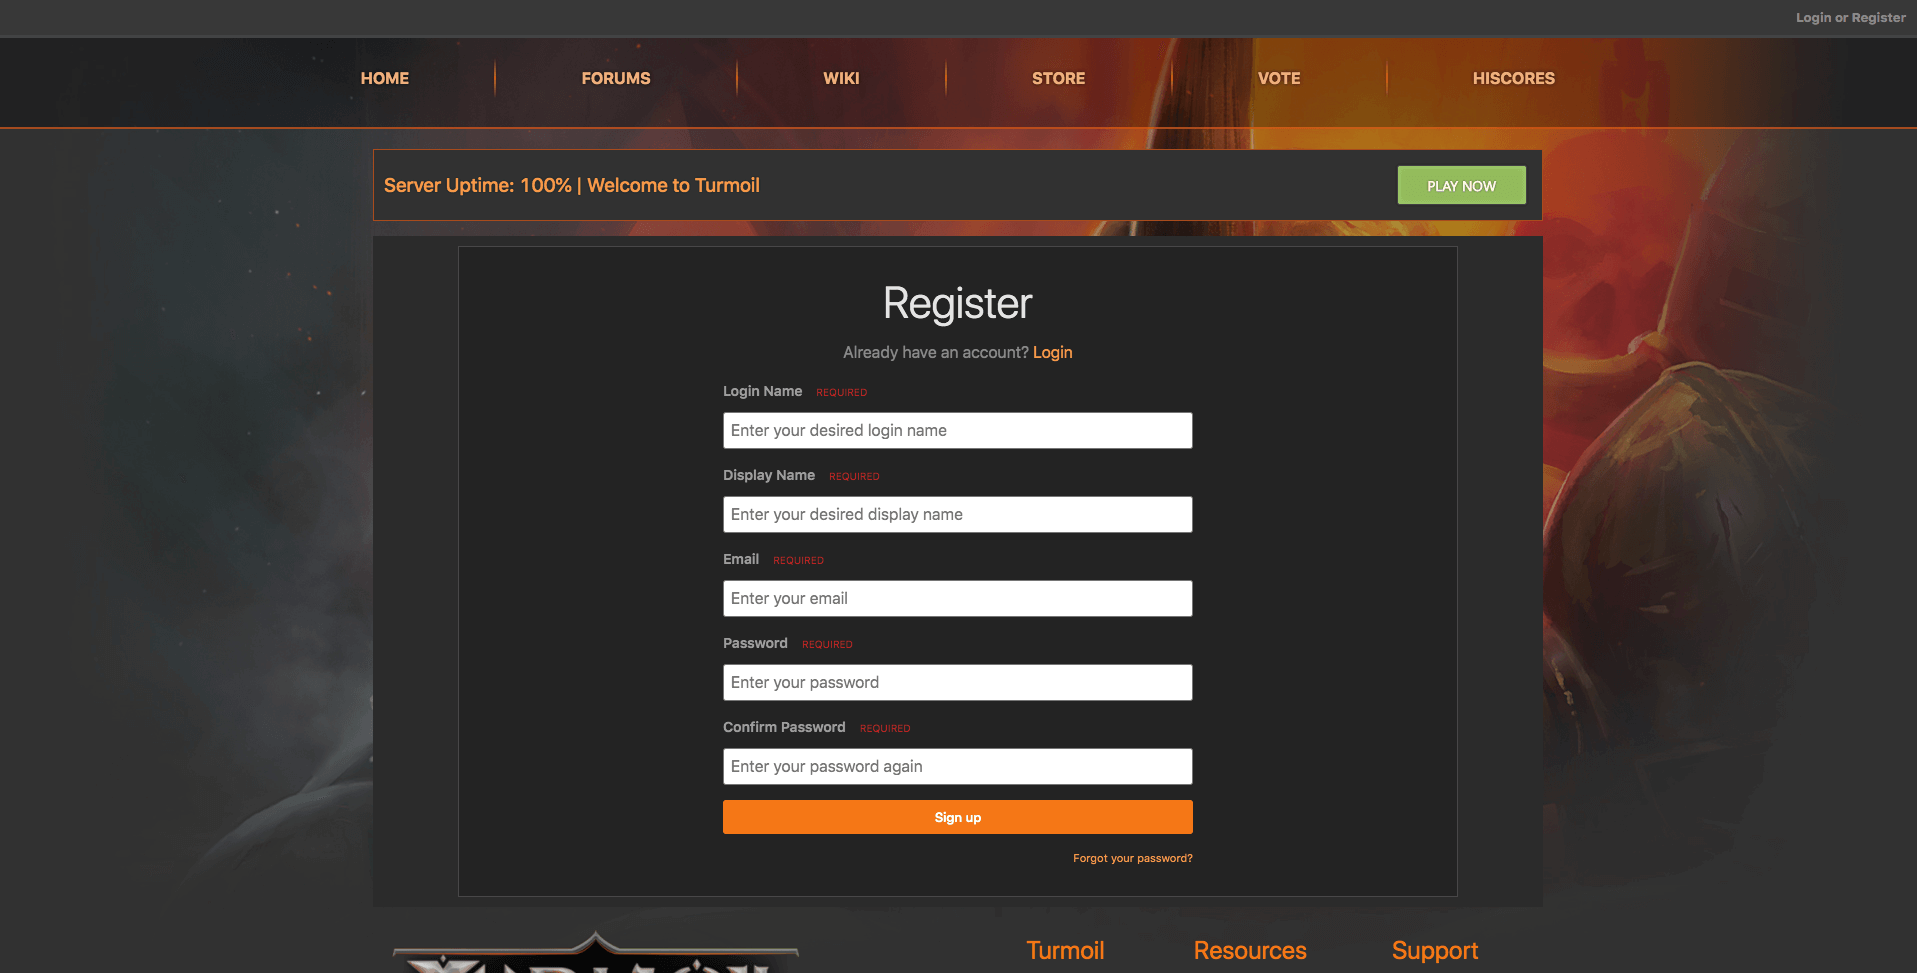 Login or Register
HOME
FORUMS
WIKI
STORE
VOTE
HISCORES
Server Uptime: 100% | Welcome to Turmoil
PLAY NOW
Register
Already have an account? Login
Login Name REQUIRED
Enter your desired login name
Display Name REQUIRED
Enter your desired display name
Email REQUIRED
Enter your email
Password REQUIRED
Enter your password
Confirm Password REQUIRED
Enter your password again
Sign up
Forgot your password?
Turmoil
Resources
Support